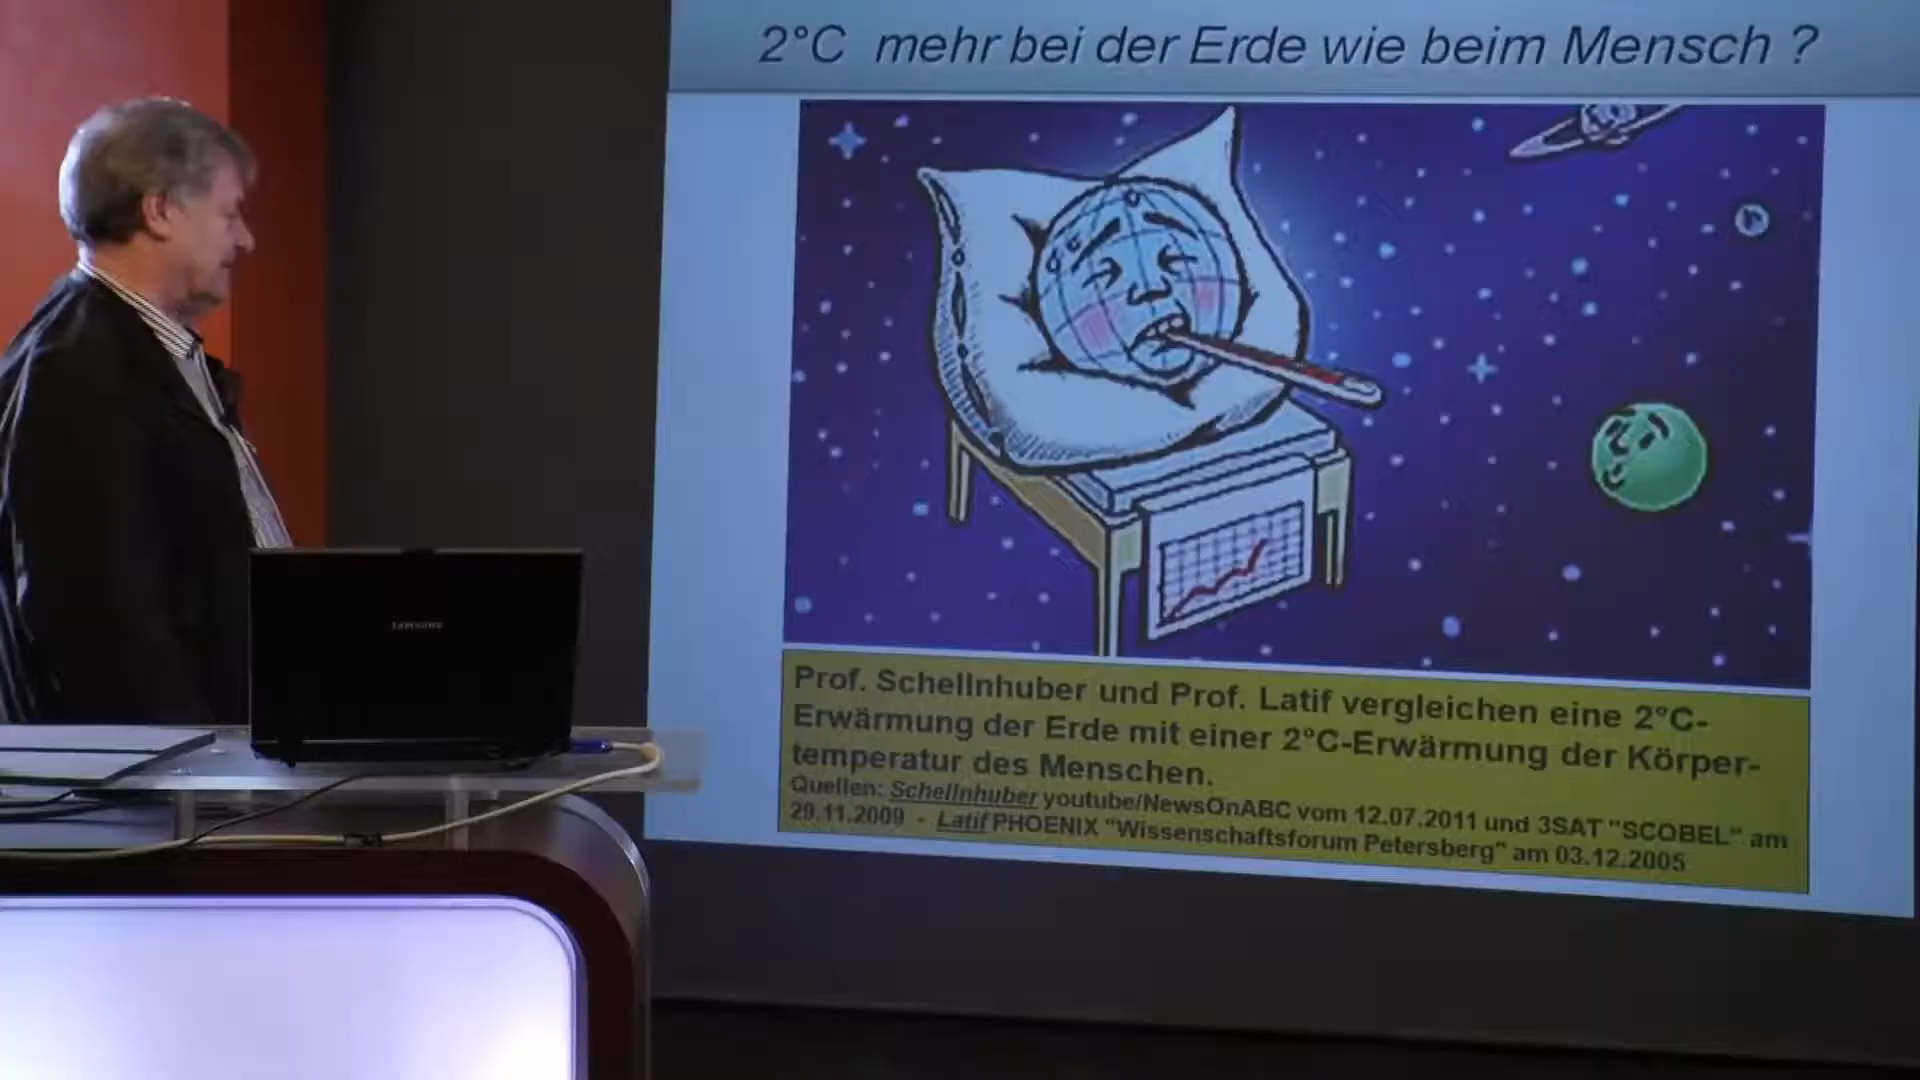 2°C mehr bei der Erde wie beim Mensch ?
Prof. Schellnhuber und Prof. Latif vergleichen eine 2°C-
Erwärmung der Erde mit einer 2°C-Erwärmung der Körper-
temperatur des Menschen.
Quellen: Schellnhuber youtube/NewsOnABC vom 12.07.2011 und 3SAT "SCOBEL" am
29.11.2009 - Latif PHOENIX "Wissenschaftsforum Petersberg" am 03.12.2005